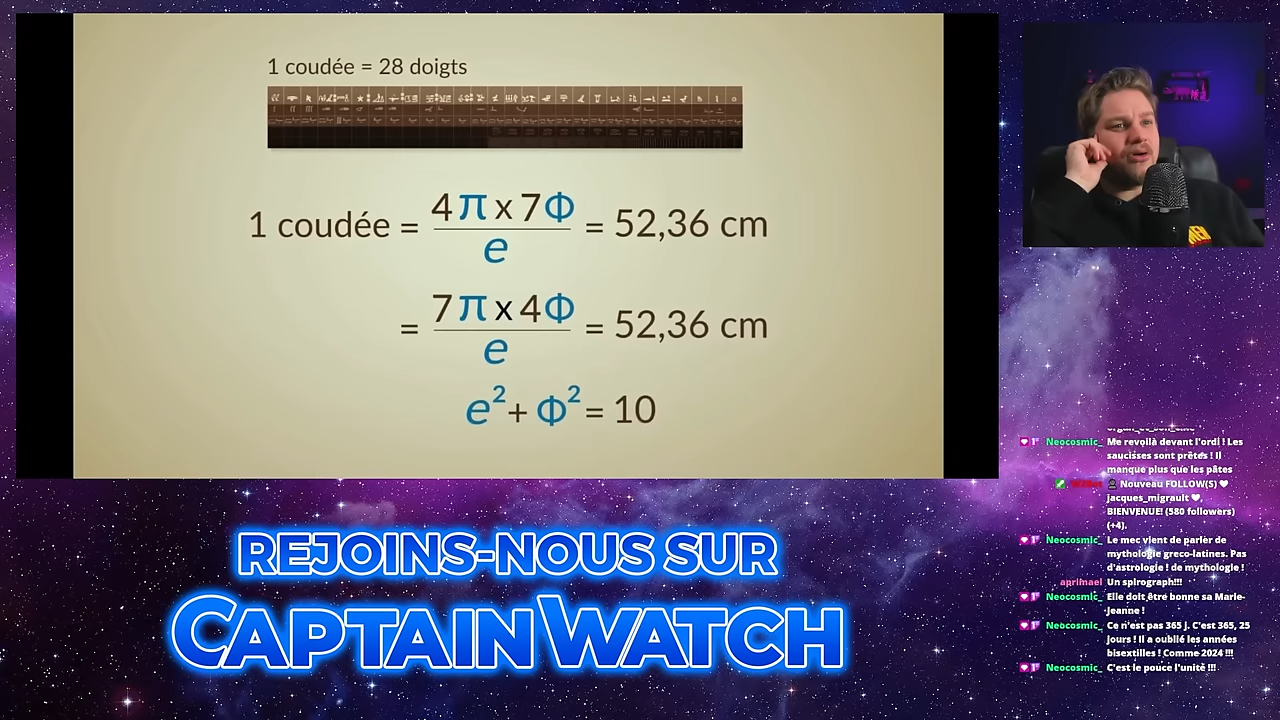 1 coudée = 28 doigts
1 coudée = 4π x 7Φ / e = 52,36 cm
= 7π x 4Φ / e = 52,36 cm
e² + Φ² = 10
REJOINS-NOUS SUR
CAPTAINWATCH
Neocosmic_ Me revoilà devant l'ordi ! Les
saucisses sont prêtes ! Il
manque plus que les pâtes
Nouveau FOLLOW(S)
jacques_migrault
BIENVENUE! (580 followers)
(+4).
Neocosmic_ Le mec vient de parler de
mythologie greco-latines. Pas
d'astrologie ! de mythologie !
aprimael Un spirograph!!!
Neocosmic_ Elle doit être bonne sa Marie-
Jeanne !
Neocosmic_ Ce n'est pas 365 j. C'est 365, 25
jours ! Il a oublié les années
bisextilles ! Comme 2024 !!!
Neocosmic_ C'est le pouce l'unité !!!